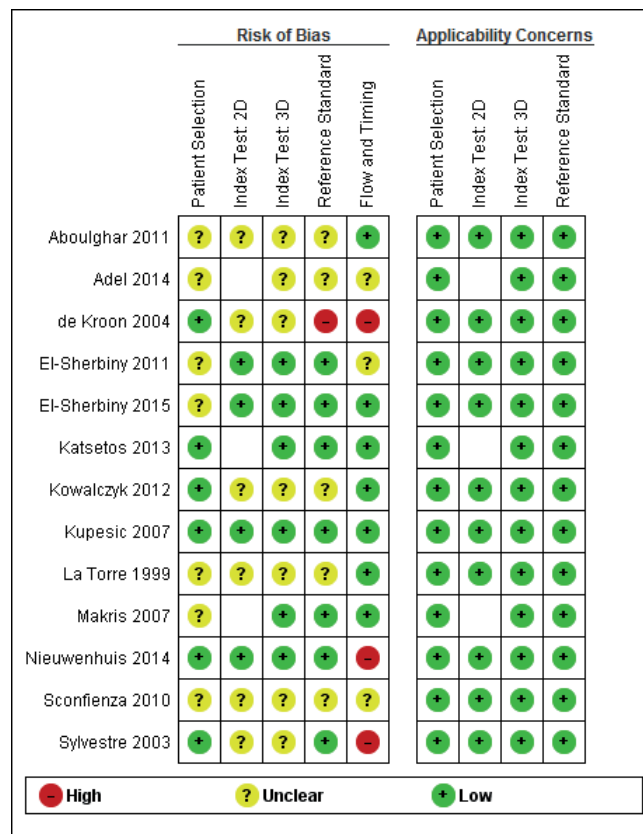 Risk of Bias Applicability Concerns
Patient Selection
Index Test: 2D
Index Test: 3D
Reference Standard
Flow and Timing
Patient Selection
Index Test: 2D
Index Test: 3D
Reference Standard
Aboulghar 2011 ? ? ? ? + + + + +
Adel 2014 ? ? ? ? + + +
de Kroon 2004 + ? ? – – + + + +
El-Sherbiny 2011 ? + + + ? + + + +
El-Sherbiny 2015 ? + + + + + + + +
Katsetos 2013 + + + + + + +
Kowalczyk 2012 + ? ? ? + + + + +
Kupesic 2007 + + + + + + + + +
La Torre 1999 ? ? ? ? + + + + +
Makris 2007 ? + + + + + +
Nieuwenhuis 2014 + + + + – + + + +
Sconfienza 2010 ? ? ? ? ? + + + +
Sylvestre 2003 + ? ? + – + + + +
– High ? Unclear + Low